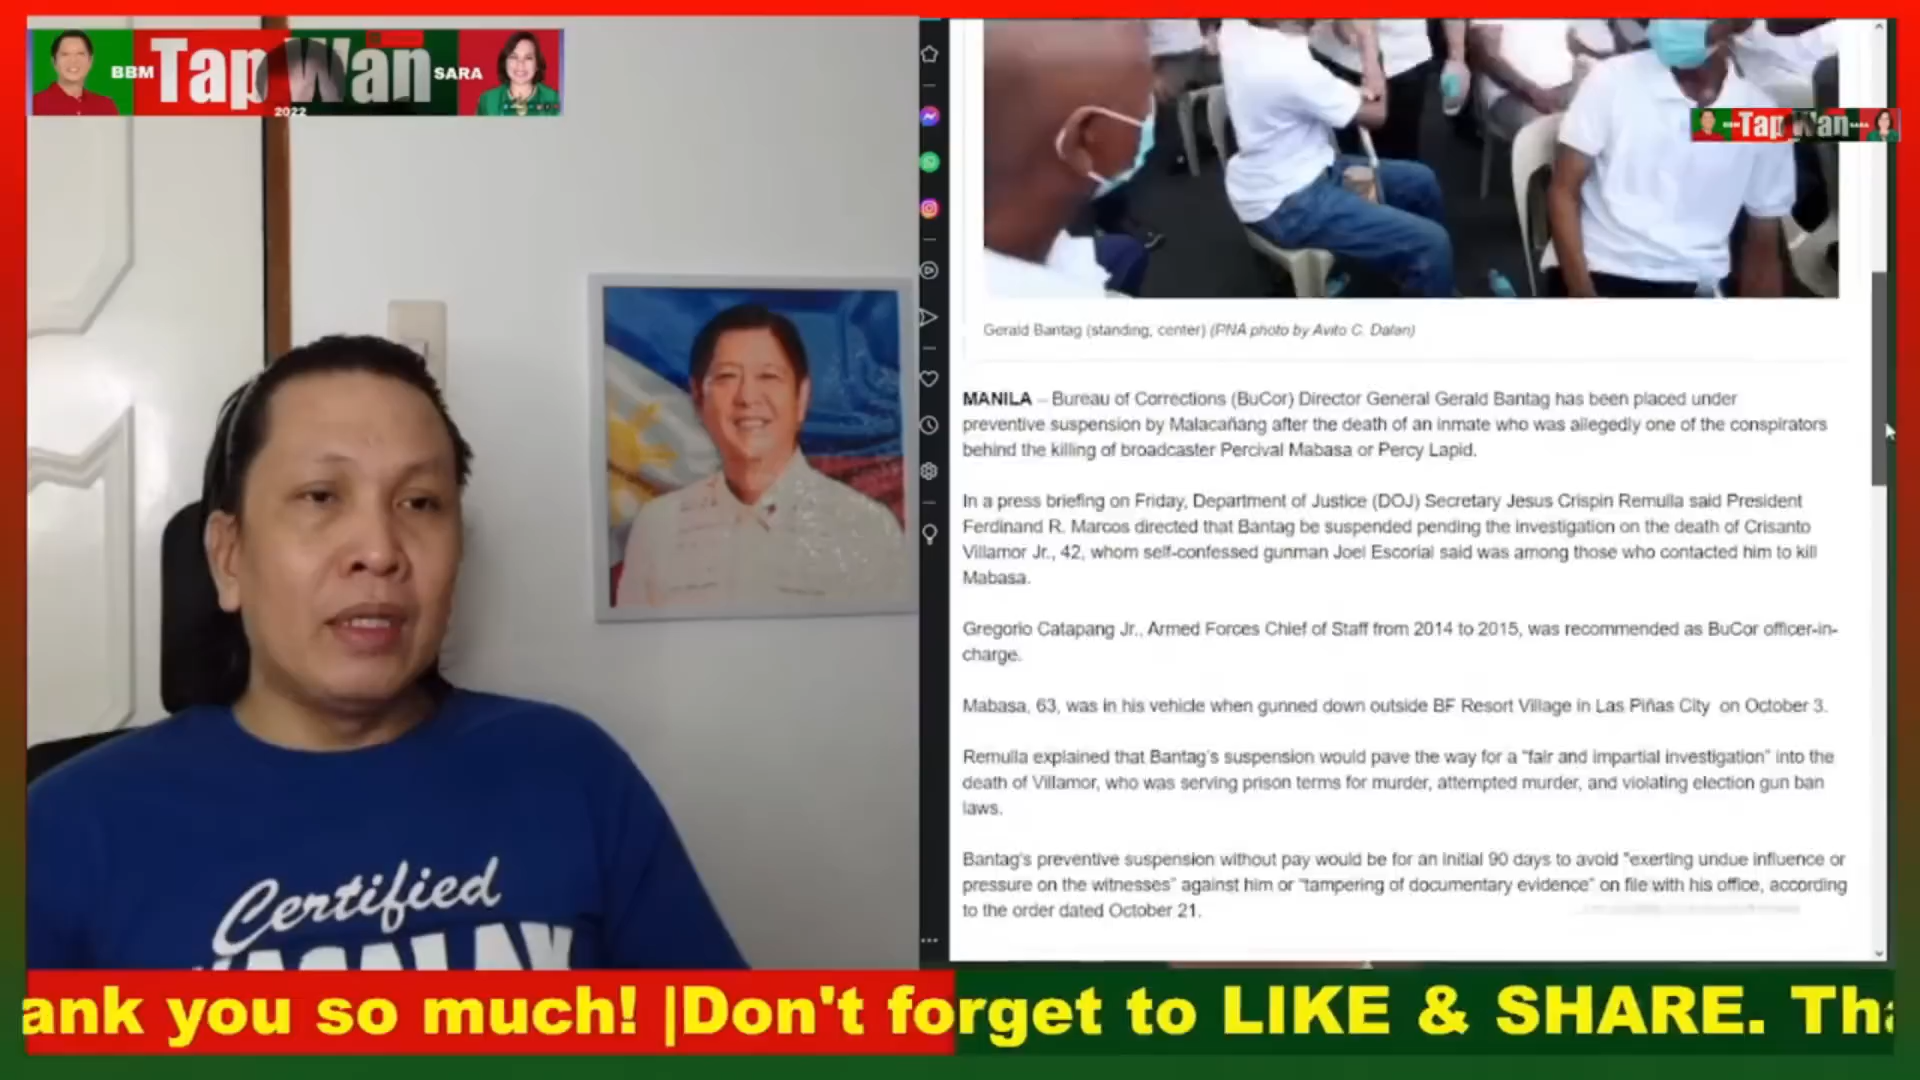 BBM Tap Wan SARA
2022
BBM Tap Wan SARA
Gerald Bantag (standing, center) (PNA photo by Avito C. Dalan)
MANILA – Bureau of Corrections (BuCor) Director General Gerald Bantag has been placed under
preventive suspension by Malacañang after the death of an inmate who was allegedly one of the conspirators
behind the killing of broadcaster Percival Mabasa or Percy Lapid.
In a press briefing on Friday, Department of Justice (DOJ) Secretary Jesus Crispin Remulla said President
Ferdinand R. Marcos directed that Bantag be suspended pending the investigation on the death of Crisanto
Villamor Jr., 42, whom self-confessed gunman Joel Escorial said was among those who contacted him to kill
Mabasa.
Gregorio Catapang Jr., Armed Forces Chief of Staff from 2014 to 2015, was recommended as BuCor officer-in-
charge.
Mabasa, 63, was in his vehicle when gunned down outside BF Resort Village in Las Piñas City on October 3.
Remulla explained that Bantag's suspension would pave the way for a "fair and impartial investigation" into the
death of Villamor, who was serving prison terms for murder, attempted murder, and violating election gun ban
laws.
Bantag's preventive suspension without pay would be for an initial 90 days to avoid "exerting undue influence or
pressure on the witnesses" against him or "tampering of documentary evidence" on file with his office, according
to the order dated October 21.
Certified
ank you so much! |Don't forget to LIKE & SHARE. Tha